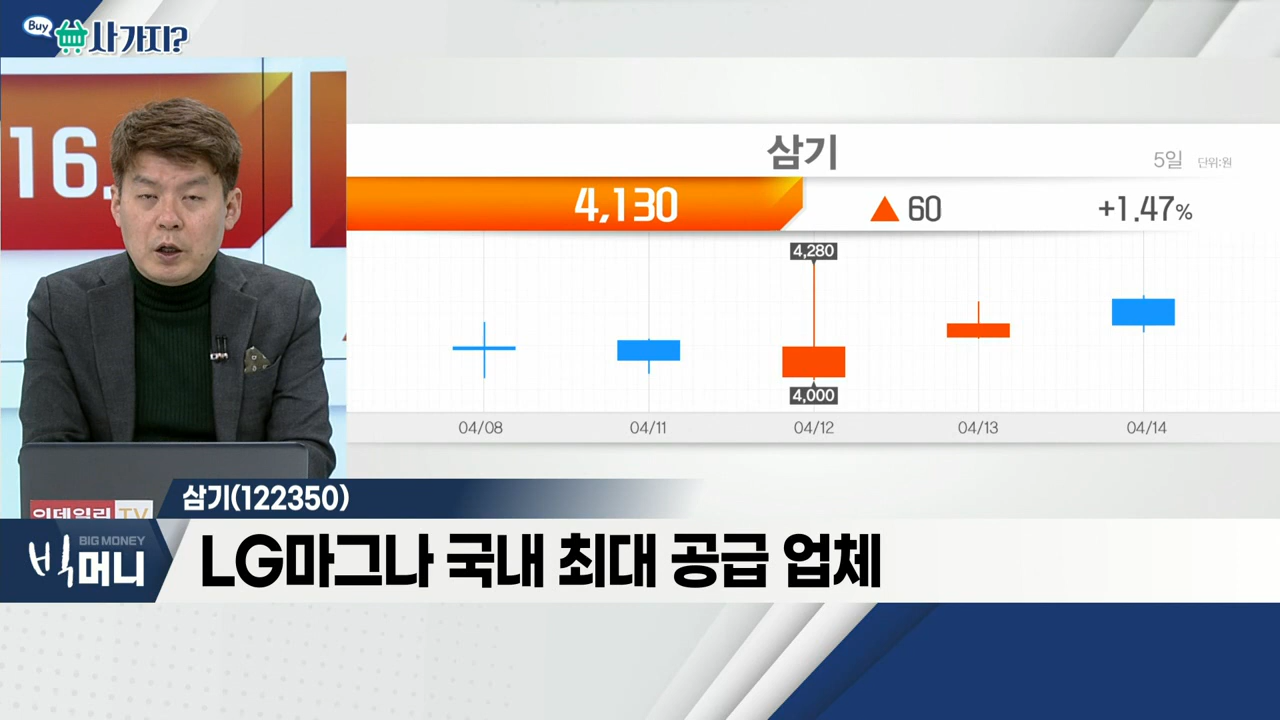 Buy 사가지?
16.
삼기
5일 단위:원
4,130 ▲ 60 +1.47%
4,280
4,000
04/08 04/11 04/12 04/13 04/14
삼기(122350)
이데일리 TV
BIG MONEY
빅머니
LG마그나 국내 최대 공급 업체